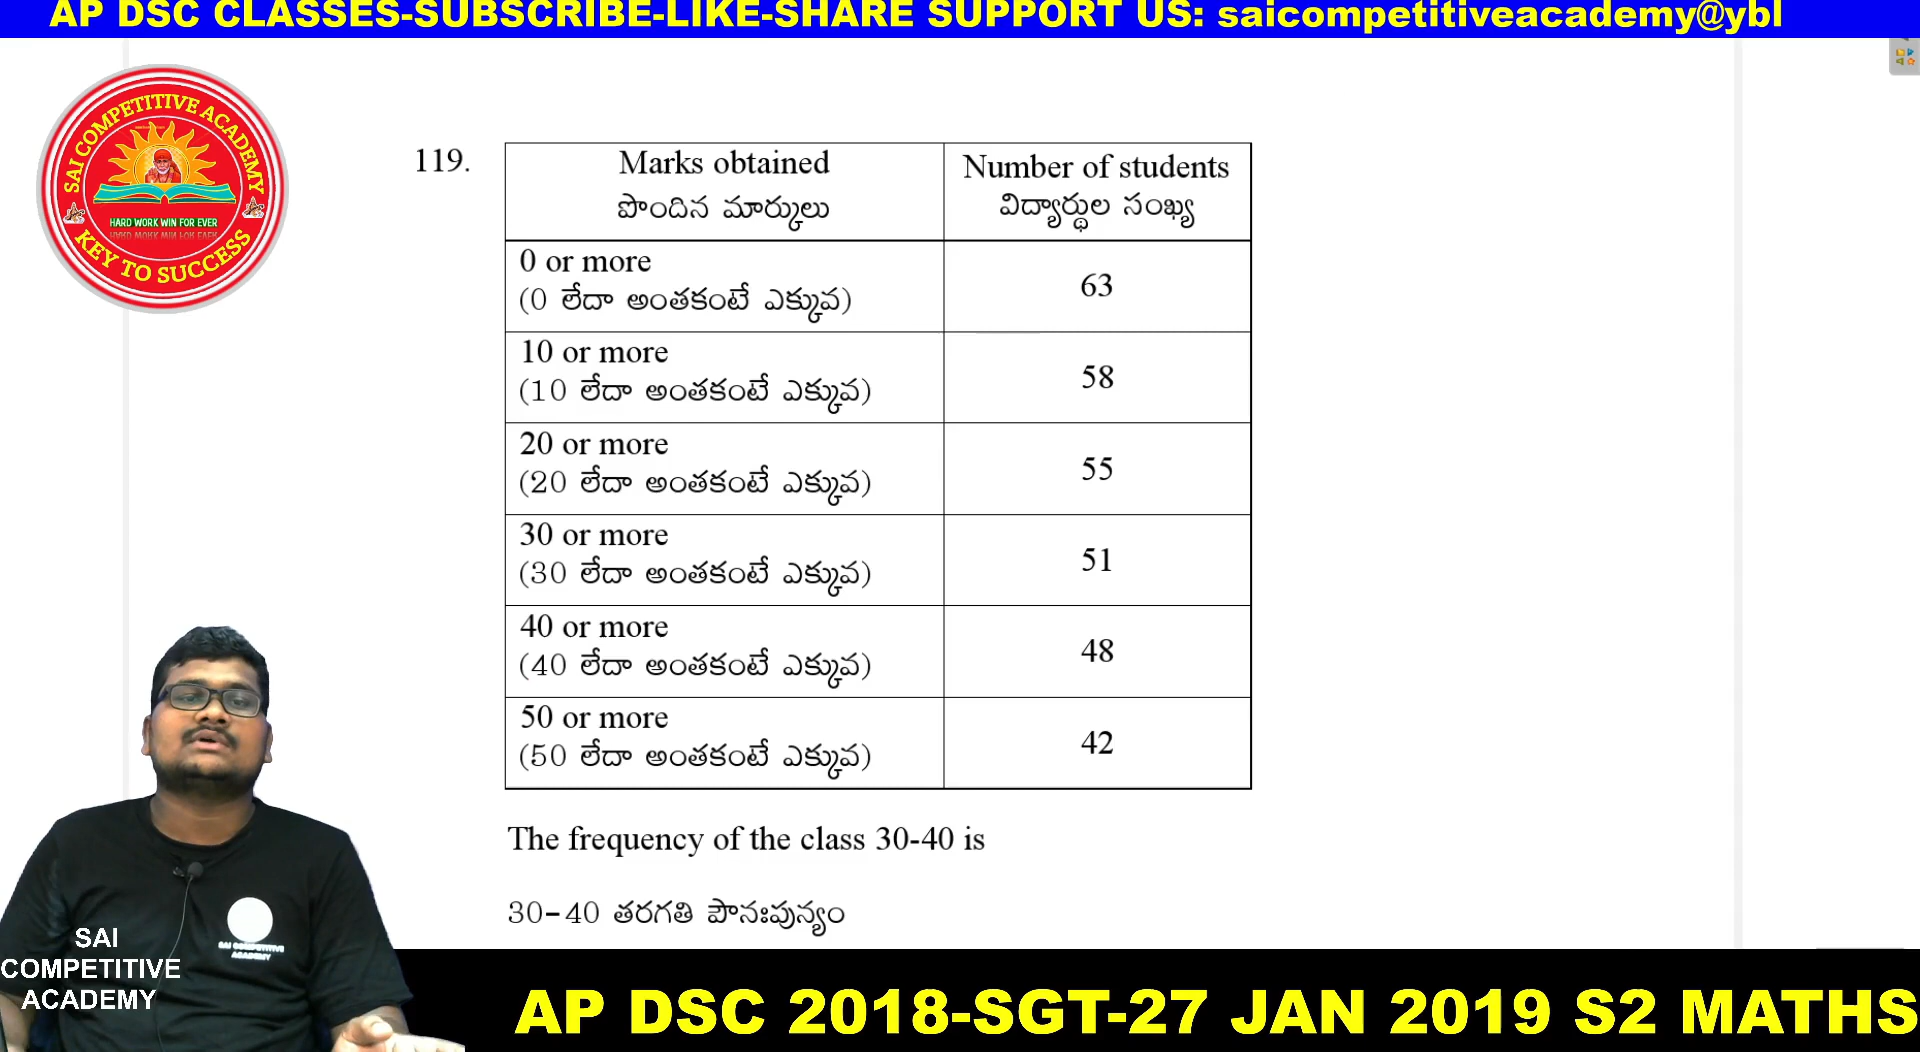 AP DSC CLASSES-SUBSCRIBE-LIKE-SHARE SUPPORT US: saicompetitiveacademy@ybl
SAI COMPETITIVE ACADEMY
HARD WORK WIN FOR EVER
KEY TO SUCCESS
119.
Marks obtained
పొందిన మార్కులు
Number of students
విద్యార్థుల సంఖ్య
0 or more
(0 లేదా అంతకంటే ఎక్కువ)
63
10 or more
(10 లేదా అంతకంటే ఎక్కువ)
58
20 or more
(20 లేదా అంతకంటే ఎక్కువ)
55
30 or more
(30 లేదా అంతకంటే ఎక్కువ)
51
40 or more
(40 లేదా అంతకంటే ఎక్కువ)
48
50 or more
(50 లేదా అంతకంటే ఎక్కువ)
42
The frequency of the class 30-40 is
30-40 తరగతి పౌనఃపున్యం
SAI COMPETITIVE
ACADEMY
SAI
COMPETITIVE
ACADEMY
AP DSC 2018-SGT-27 JAN 2019 S2 MATHS